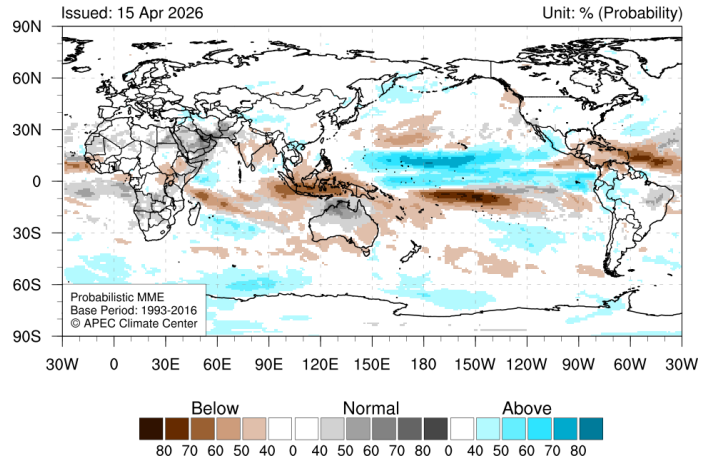 Issued: 15 Apr 2026 Unit: % (Probability)
90N
60N
30N
0
30S
60S
90S
Probabilistic MME
Base Period: 1993-2016
© APEC Climate Center
30W 0 30E 60E 90E 120E 150E 180 150W 120W 90W 60W 30W
Below Normal Above
80 70 60 50 40 0 40 50 60 70 80 0 40 50 60 70 80